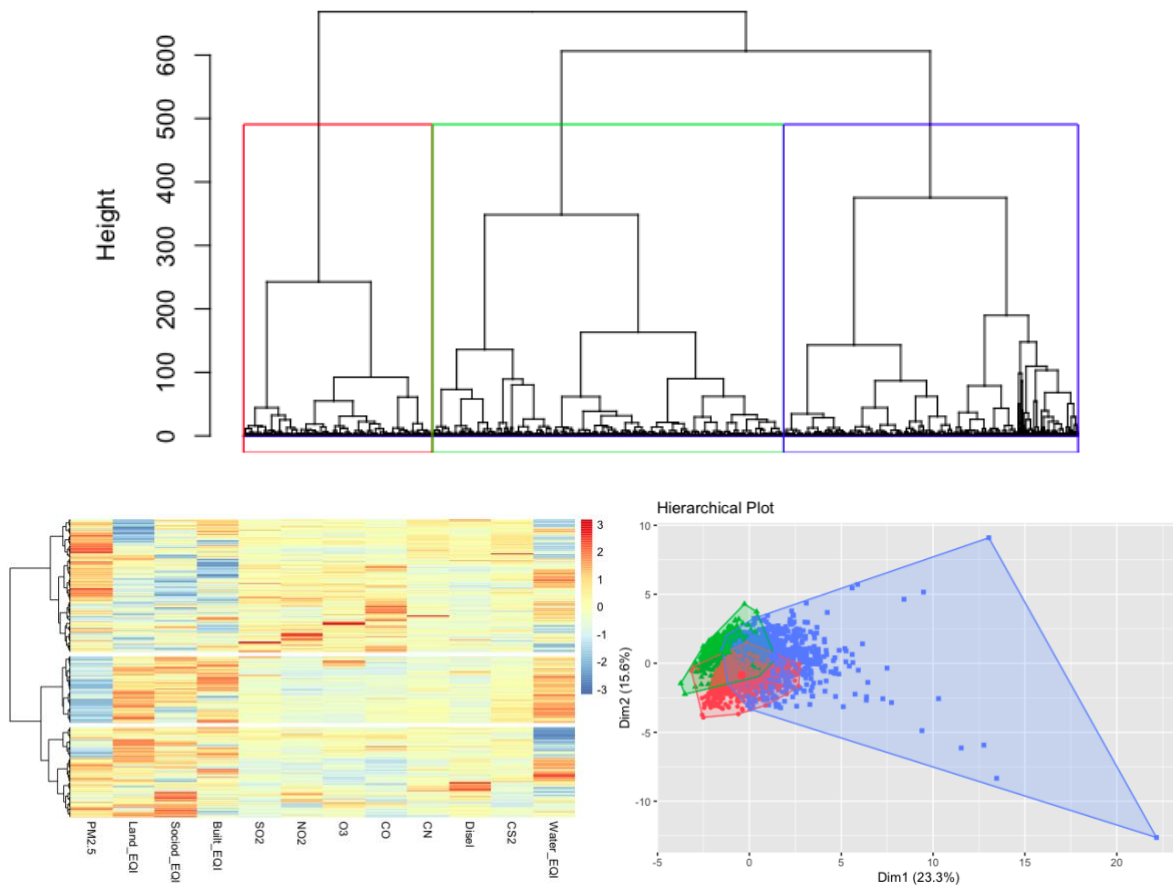 Height
600
500
400
300
200
100
0
3
2
1
0
-1
-2
-3
PM2.5
Land_EQI
Sociod_EQI
Built_EQI
SO2
NO2
O3
CO
CN
Disel
CS2
Water_EQI
Hierarchical Plot
Dim2 (15.6%)
10
5
0
-5
-10
-5
0
5
10
15
20
Dim1 (23.3%)